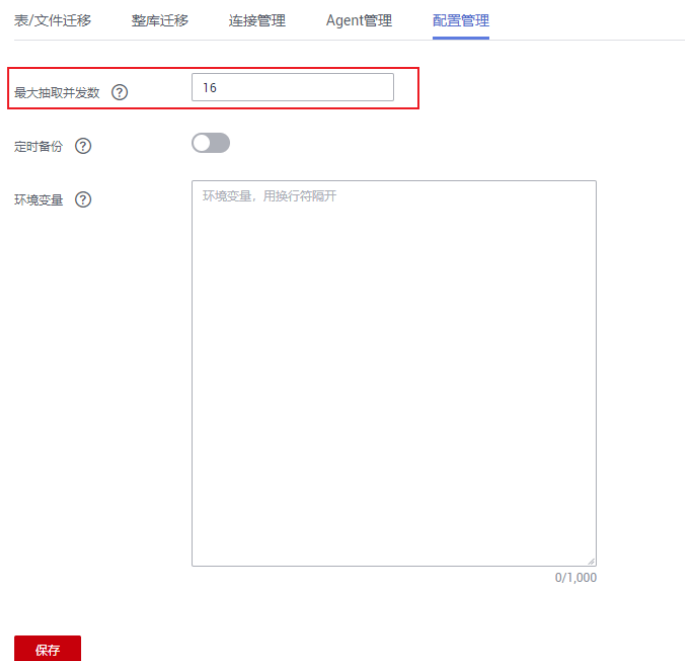 表/文件迁移 整库迁移 连接管理 Agent管理 配置管理
最大抽取并发数 ? 16
定时备份 ?
环境变量 ? 环境变量，用换行符隔开
0/1,000
保存